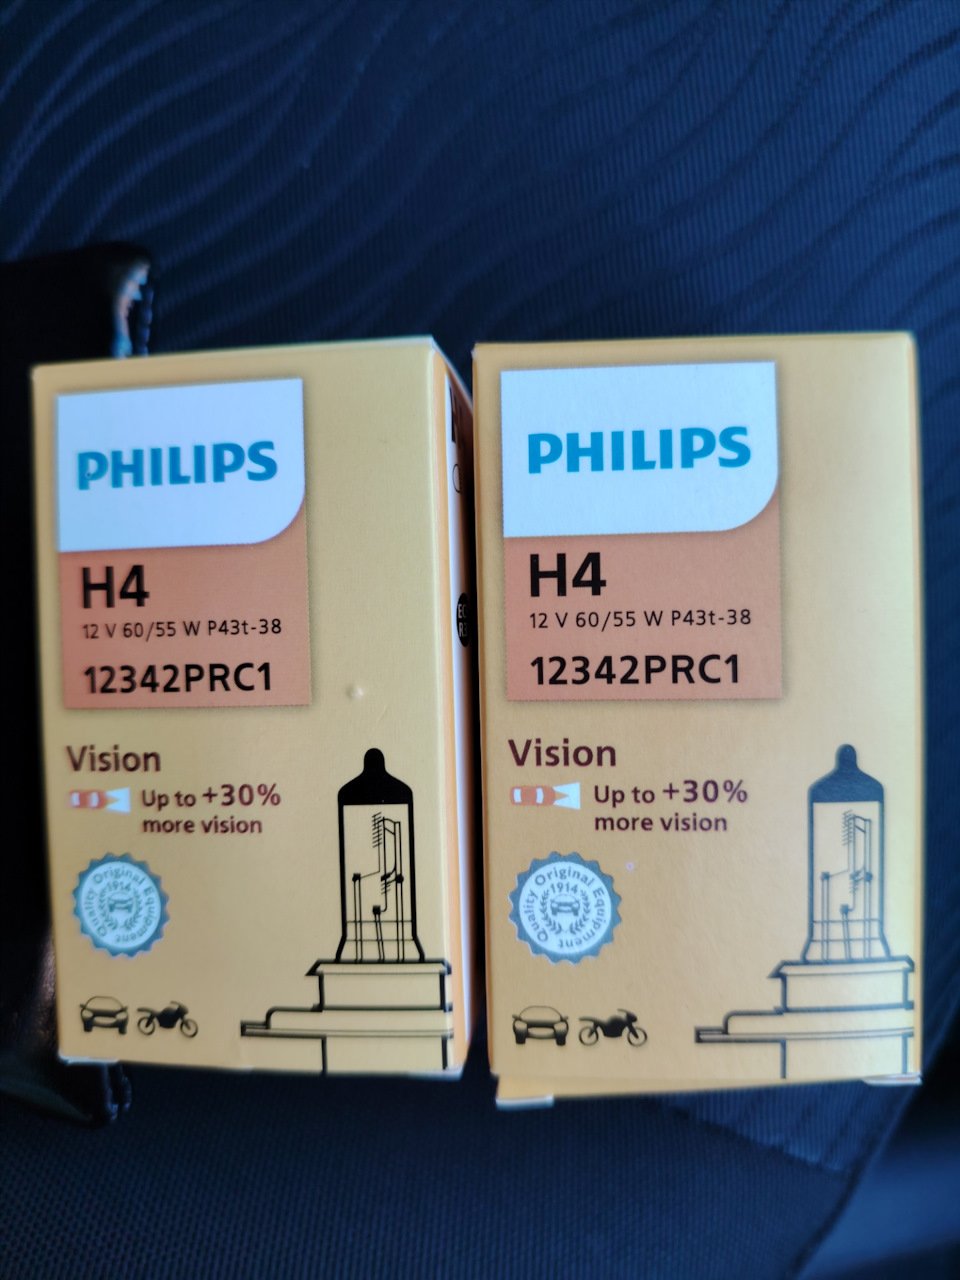 PHILIPS
H4
12 V 60/55 W P43t-38
12342PRC1
Vision
Up to +30%
more vision
Quality Original Equipment
1914
PHILIPS
H4
12 V 60/55 W P43t-38
12342PRC1
Vision
Up to +30%
more vision
Quality Original Equipment
1914